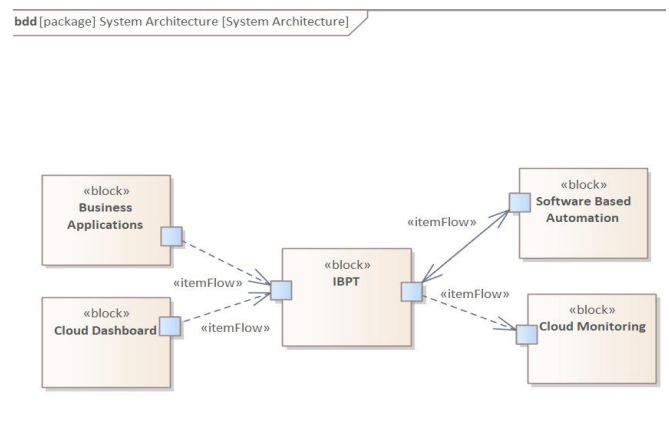 bdd [package] System Architecture [System Architecture]
«block»
Business
Applications
«block»
Cloud Dashboard
«itemFlow»
«itemFlow»
«block»
IBPT
«itemFlow»
«itemFlow»
«block»
Software Based
Automation
«block»
Cloud Monitoring